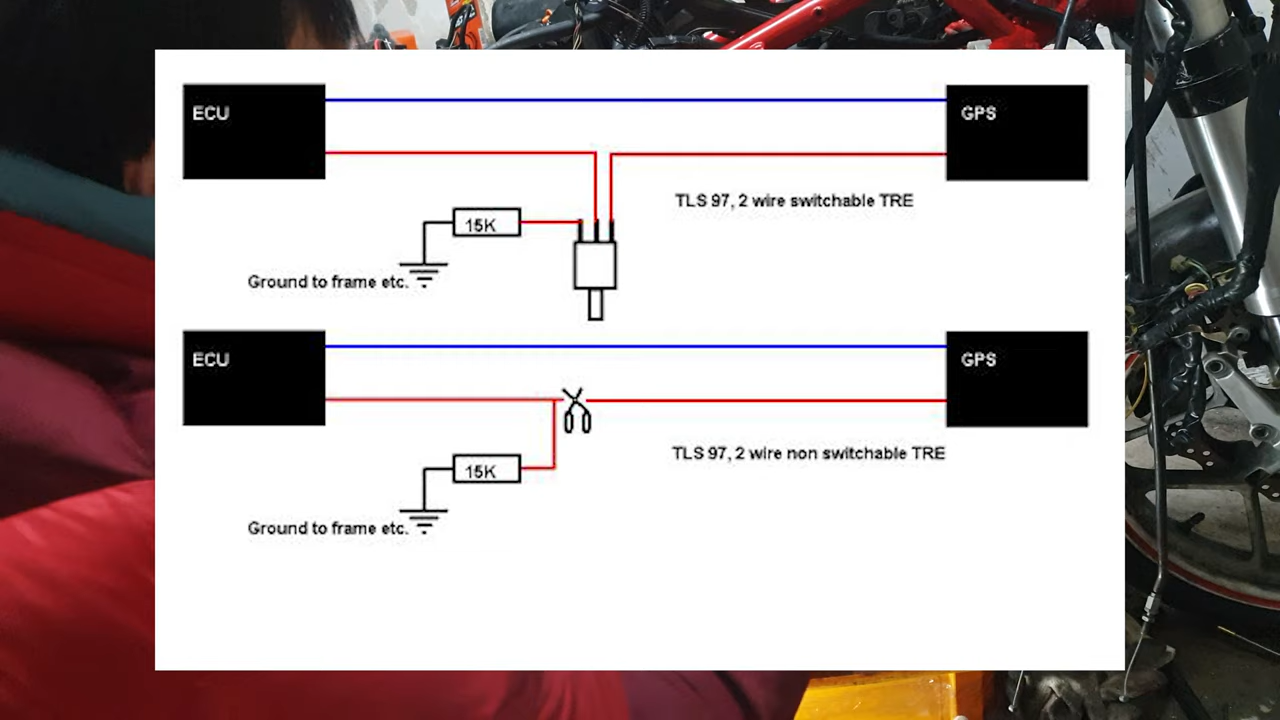 ECU
GPS
TLS 97, 2 wire switchable TRE
15K
Ground to frame etc.
ECU
GPS
TLS 97, 2 wire non switchable TRE
15K
Ground to frame etc.